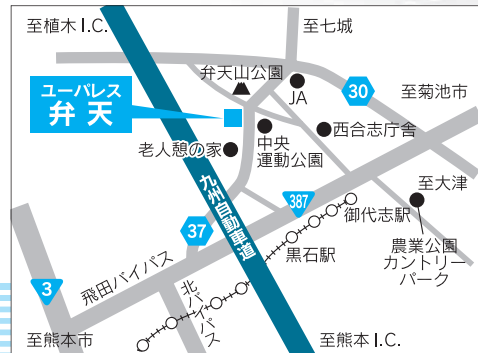 至植木 I.C.
至七城
弁天山公園
JA
30
至菊池市
ユーパレス
弁 天
中央
運動公園
西合志庁舎
老人憩の家
九州自動車道
387
至大津
御代志駅
37
黒石駅
農業公園
カントリー
パーク
飛田バイパス
3
北バイパス
至熊本市
至熊本 I.C.